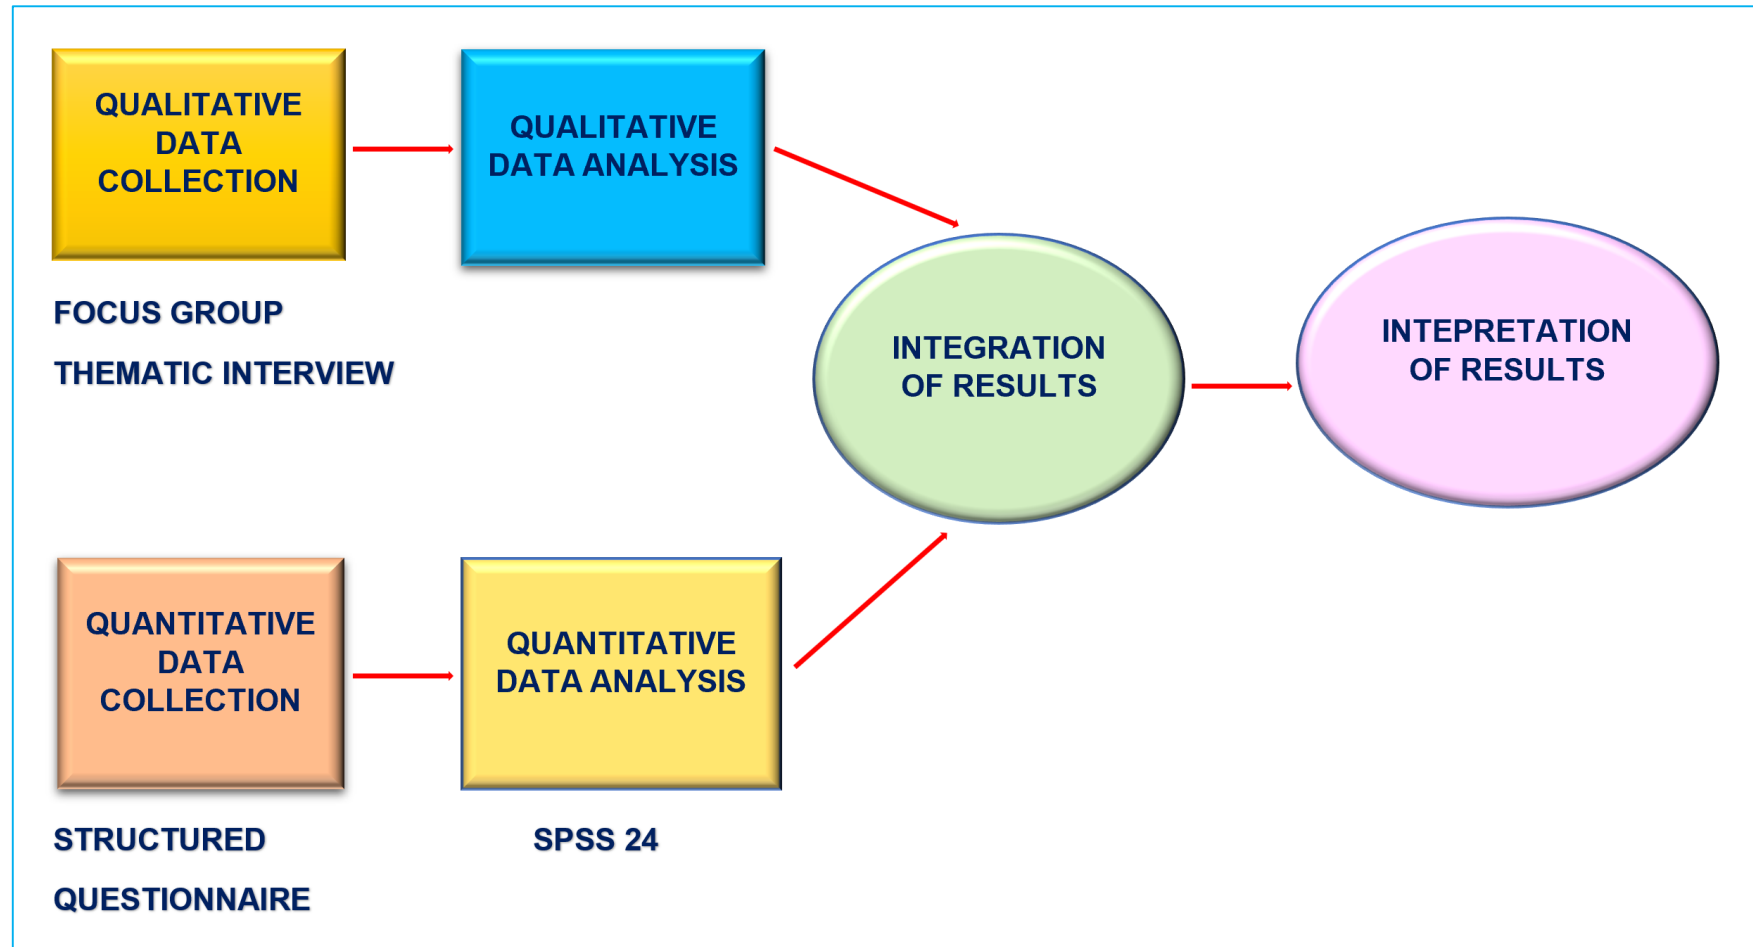 QUALITATIVE
DATA
COLLECTION
QUALITATIVE
DATA ANALYSIS
FOCUS GROUP
THEMATIC INTERVIEW
INTEGRATION
OF RESULTS
INTEPRETATION
OF RESULTS
QUANTITATIVE
DATA
COLLECTION
QUANTITATIVE
DATA ANALYSIS
STRUCTURED
QUESTIONNAIRE
SPSS 24